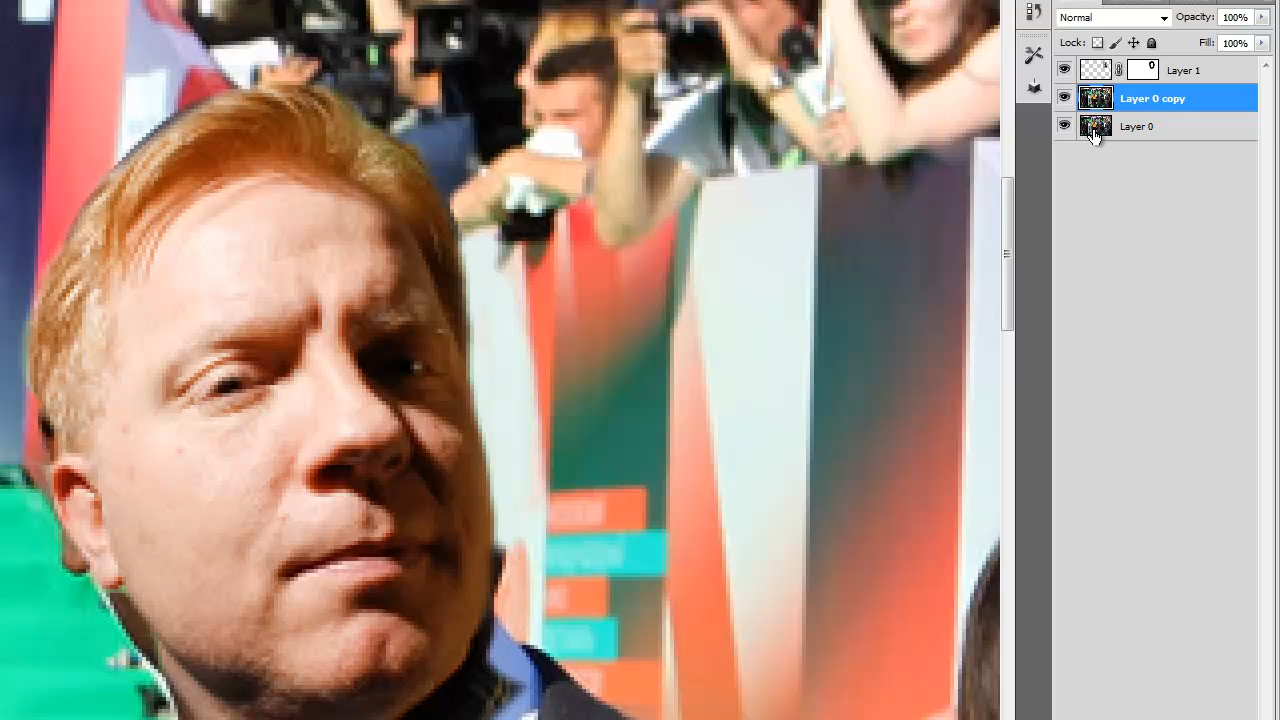 Normal
Opacity: 100%
Lock:
Fill: 100%
Layer 1
Layer 0 copy
Layer 0